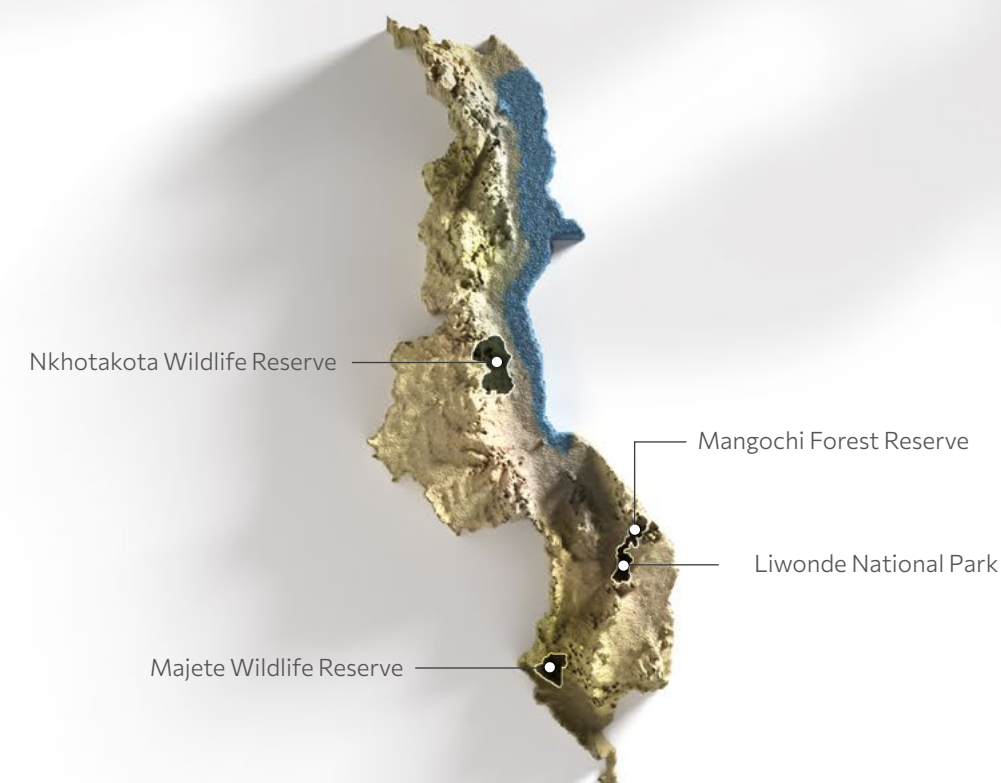 Nkhotakota Wildlife Reserve
Mangochi Forest Reserve
Liwonde National Park
Majete Wildlife Reserve